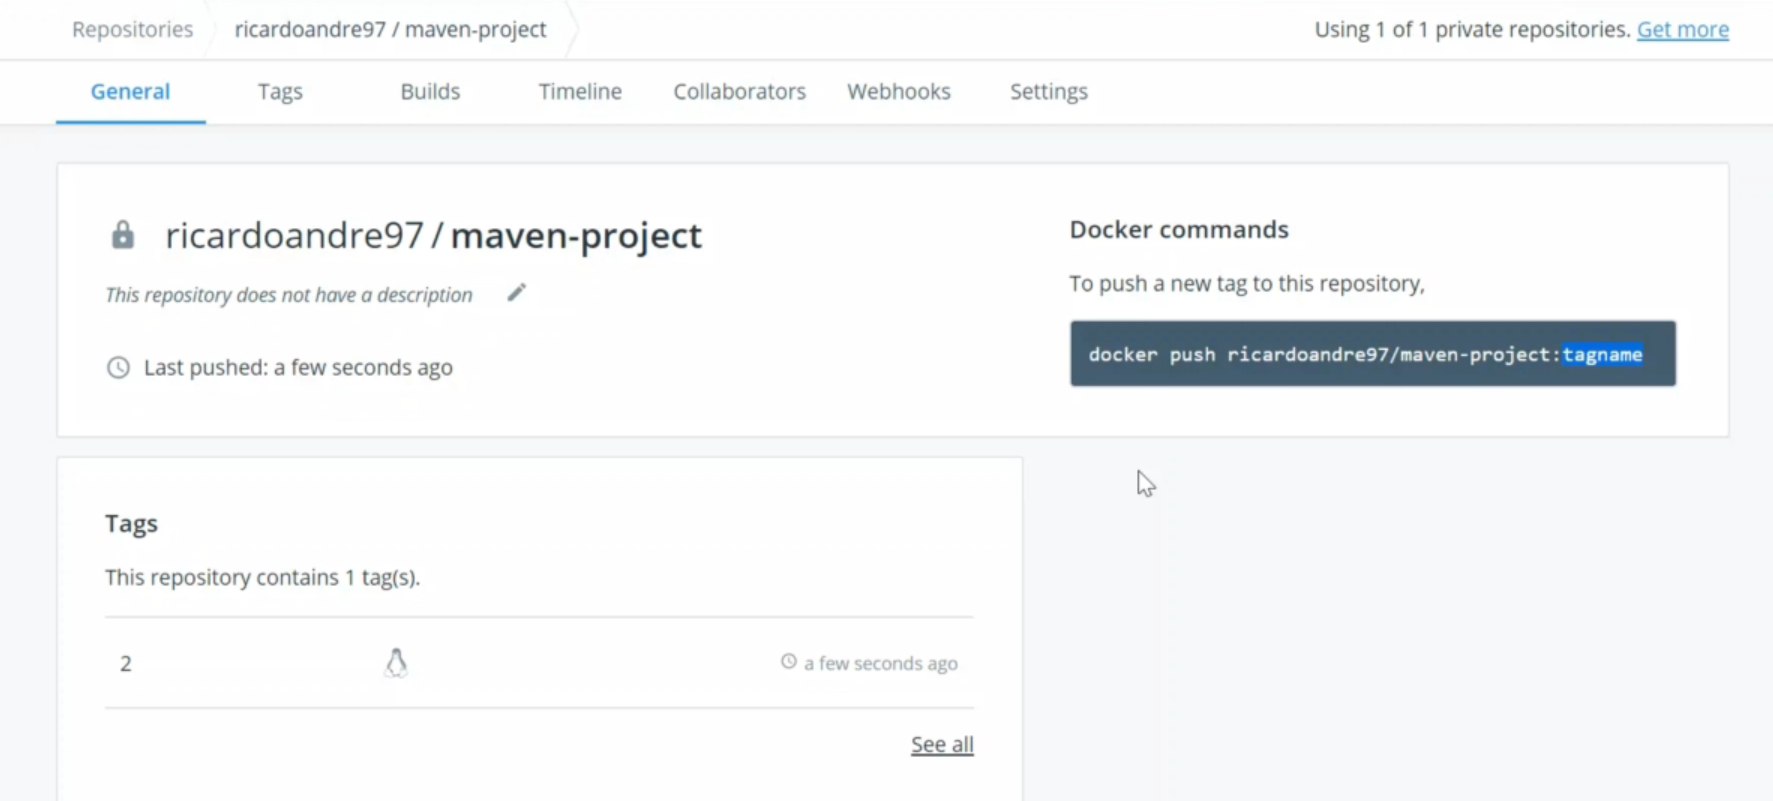 Repositories ricardoandre97 / maven-project Using 1 of 1 private repositories. Get more
General Tags Builds Timeline Collaborators Webhooks Settings
ricardoandre97 / maven-project
This repository does not have a description
Last pushed: a few seconds ago
Docker commands
To push a new tag to this repository,
docker push ricardoandre97/maven-project:tagname
Tags
This repository contains 1 tag(s).
2 a few seconds ago
See all